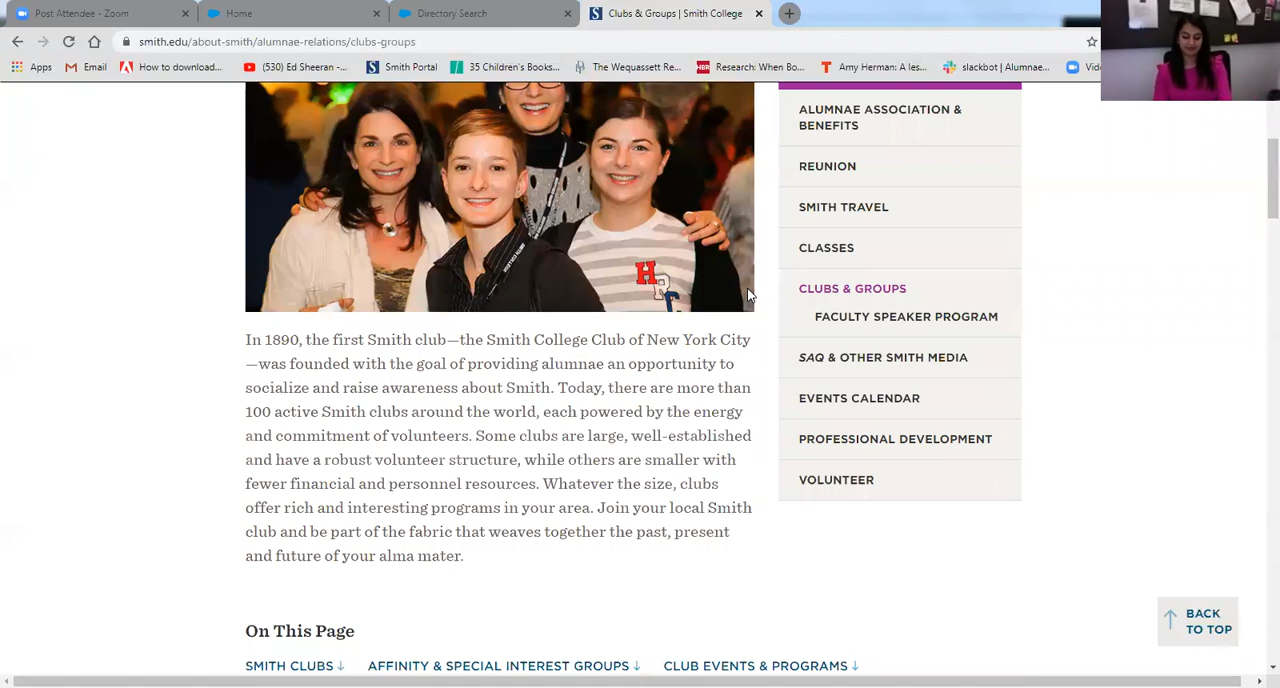 Post Attendee - Zoom
Home
Directory Search
Clubs & Groups | Smith College
smith.edu/about-smith/alumnae-relations/clubs-groups
Apps
Email
How to download...
(530) Ed Sheeran -...
Smith Portal
35 Children's Books...
The Wequassett Re...
HBR
Research: When Bo...
Amy Herman: A les...
slackbot | Alumnae...
ALUMNAE ASSOCIATION &
BENEFITS
REUNION
SMITH TRAVEL
CLASSES
CLUBS & GROUPS
FACULTY SPEAKER PROGRAM
SAQ & OTHER SMITH MEDIA
EVENTS CALENDAR
PROFESSIONAL DEVELOPMENT
VOLUNTEER
In 1890, the first Smith club—the Smith College Club of New York City
—was founded with the goal of providing alumnae an opportunity to
socialize and raise awareness about Smith. Today, there are more than
100 active Smith clubs around the world, each powered by the energy
and commitment of volunteers. Some clubs are large, well-established
and have a robust volunteer structure, while others are smaller with
fewer financial and personnel resources. Whatever the size, clubs
offer rich and interesting programs in your area. Join your local Smith
club and be part of the fabric that weaves together the past, present
and future of your alma mater.
On This Page
SMITH CLUBS ↓
AFFINITY & SPECIAL INTEREST GROUPS ↓
CLUB EVENTS & PROGRAMS ↓
BACK
TO TOP